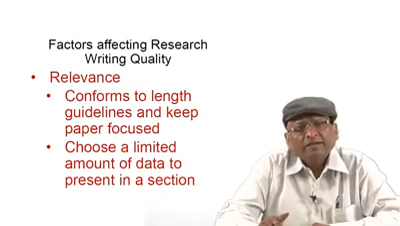 Factors affecting Research
Writing Quality
• Relevance
• Conforms to length
guidelines and keep
paper focused
• Choose a limited
amount of data to
present in a section